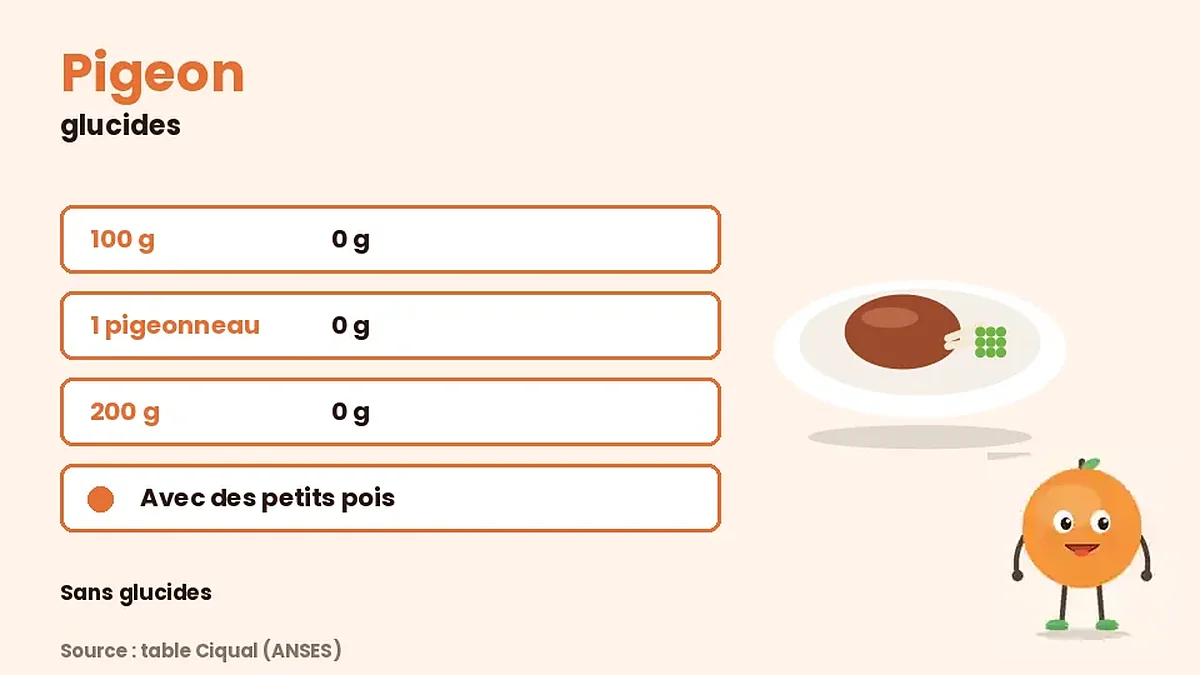 Pigeon
glucides
100 g 0 g
1 pigeonneau 0 g
200 g 0 g
Avec des petits pois
Sans glucides
Source : table Ciqual (ANSES)